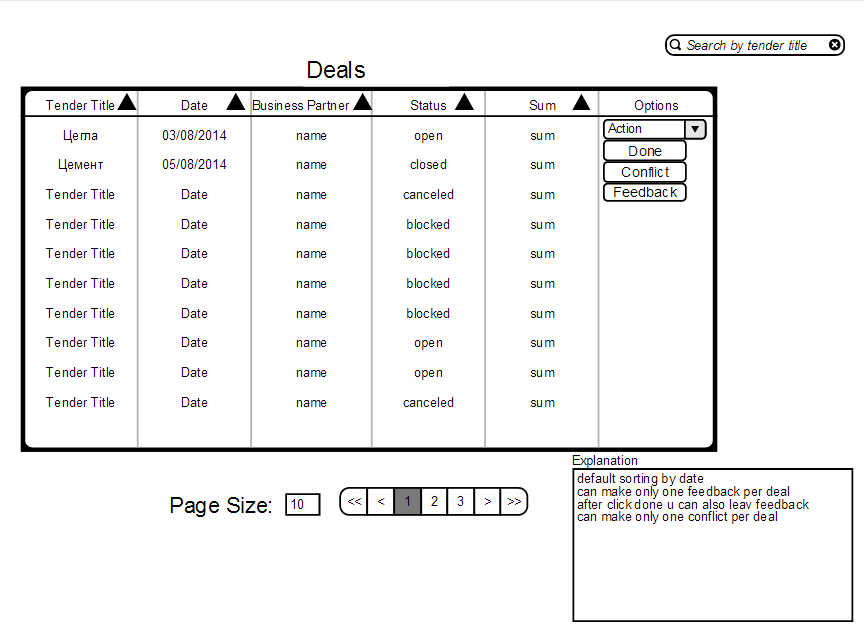 Search by tender title
Deals
Tender Title Date Business Partner Status Sum Options
Цегла 03/08/2014 name open sum Action
Done
Цемент 05/08/2014 name closed sum Conflict
Tender Title Date name canceled sum Feedback
Tender Title Date name blocked sum
Tender Title Date name blocked sum
Tender Title Date name blocked sum
Tender Title Date name blocked sum
Tender Title Date name open sum
Tender Title Date name open sum
Tender Title Date name canceled sum
Explanation
default sorting by date
can make only one feedback per deal
after click done u can also leav feedback
can make only one conflict per deal
Page Size: 10 << < 1 2 3 > >>